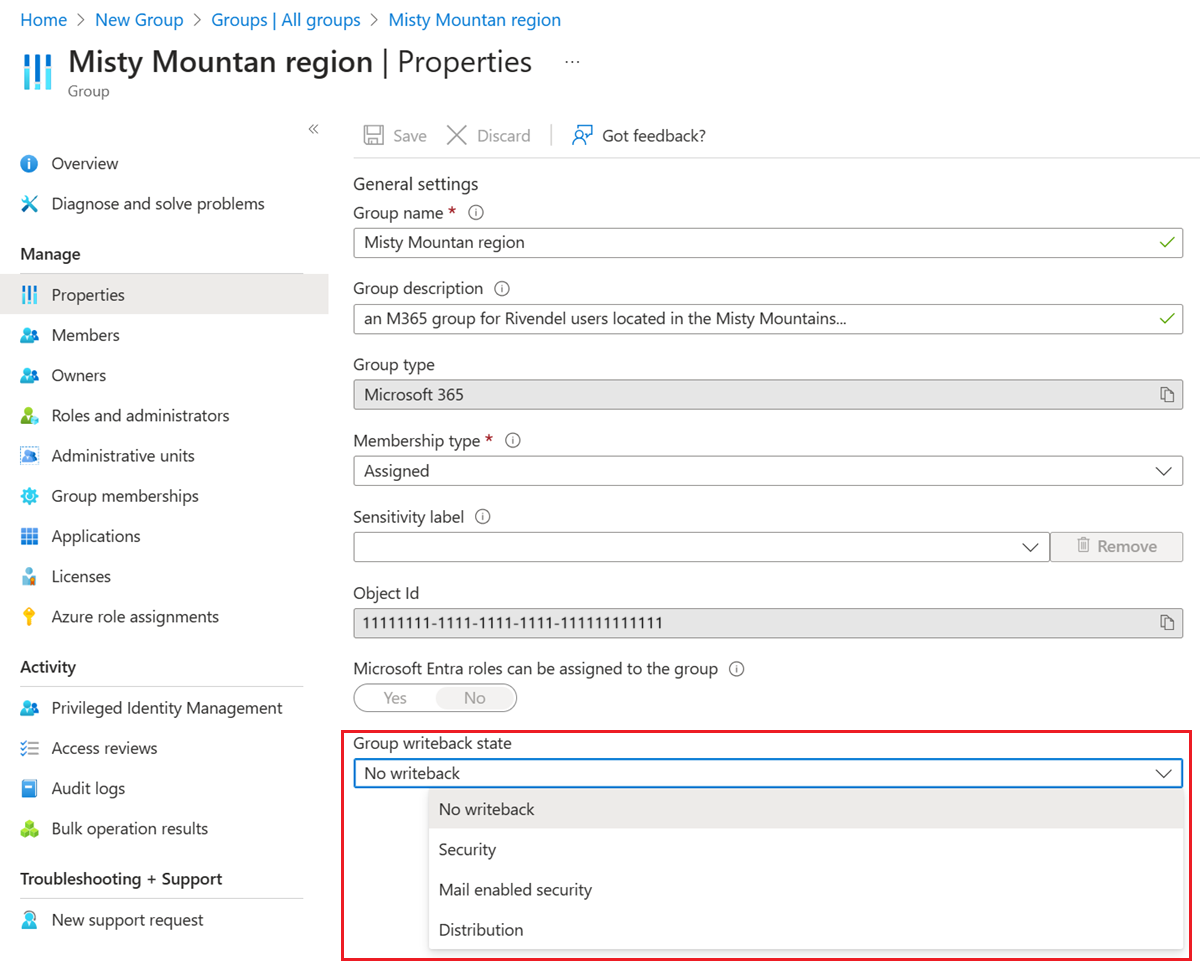 Home > New Group > Groups | All groups > Misty Mountan region
Misty Mountan region | Properties ...
Group
«
Save Discard | Got feedback?
Overview
Diagnose and solve problems
Manage
Properties
Members
Owners
Roles and administrators
Administrative units
Group memberships
Applications
Licenses
Azure role assignments
Activity
Privileged Identity Management
Access reviews
Audit logs
Bulk operation results
Troubleshooting + Support
New support request
General settings
Group name *
Misty Mountan region
Group description
an M365 group for Rivendel users located in the Misty Mountains...
Group type
Microsoft 365
Membership type *
Assigned
Sensitivity label
Remove
Object Id
11111111-1111-1111-1111-111111111111
Microsoft Entra roles can be assigned to the group
Yes No
Group writeback state
No writeback
No writeback
Security
Mail enabled security
Distribution